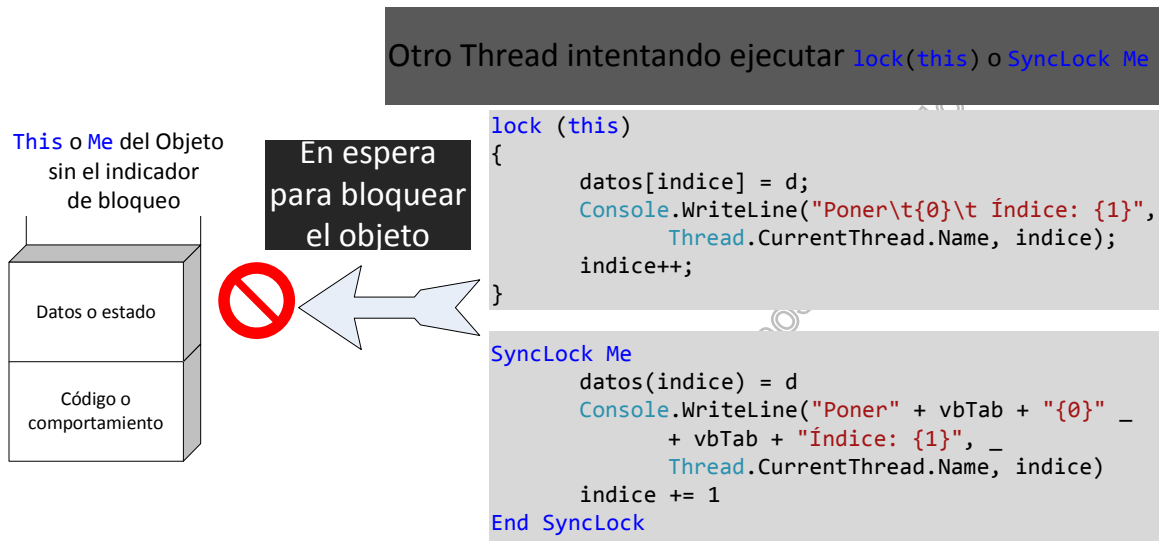 Otro Thread intentando ejecutar lock(this) o SyncLock Me
This o Me del Objeto
sin el indicador
de bloqueo
En espera
para bloquear
el objeto
Datos o estado
Código o
comportamiento
lock (this)
{
datos[indice] = d;
Console.WriteLine("Poner\t{0}\t Índice: {1}",
Thread.CurrentThread.Name, indice);
indice++;
}
SyncLock Me
datos(indice) = d
Console.WriteLine("Poner" + vbTab + "{0}" _
+ vbTab + "Índice: {1}", _
Thread.CurrentThread.Name, indice)
indice += 1
End SyncLock